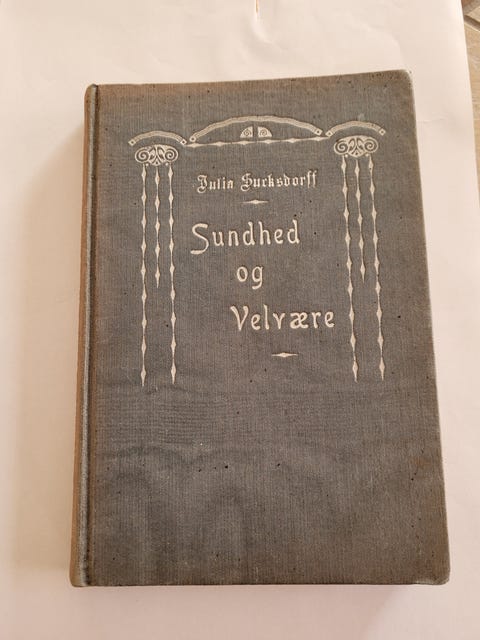 Julia Sucksdorff
Sundhed
og
Velvære